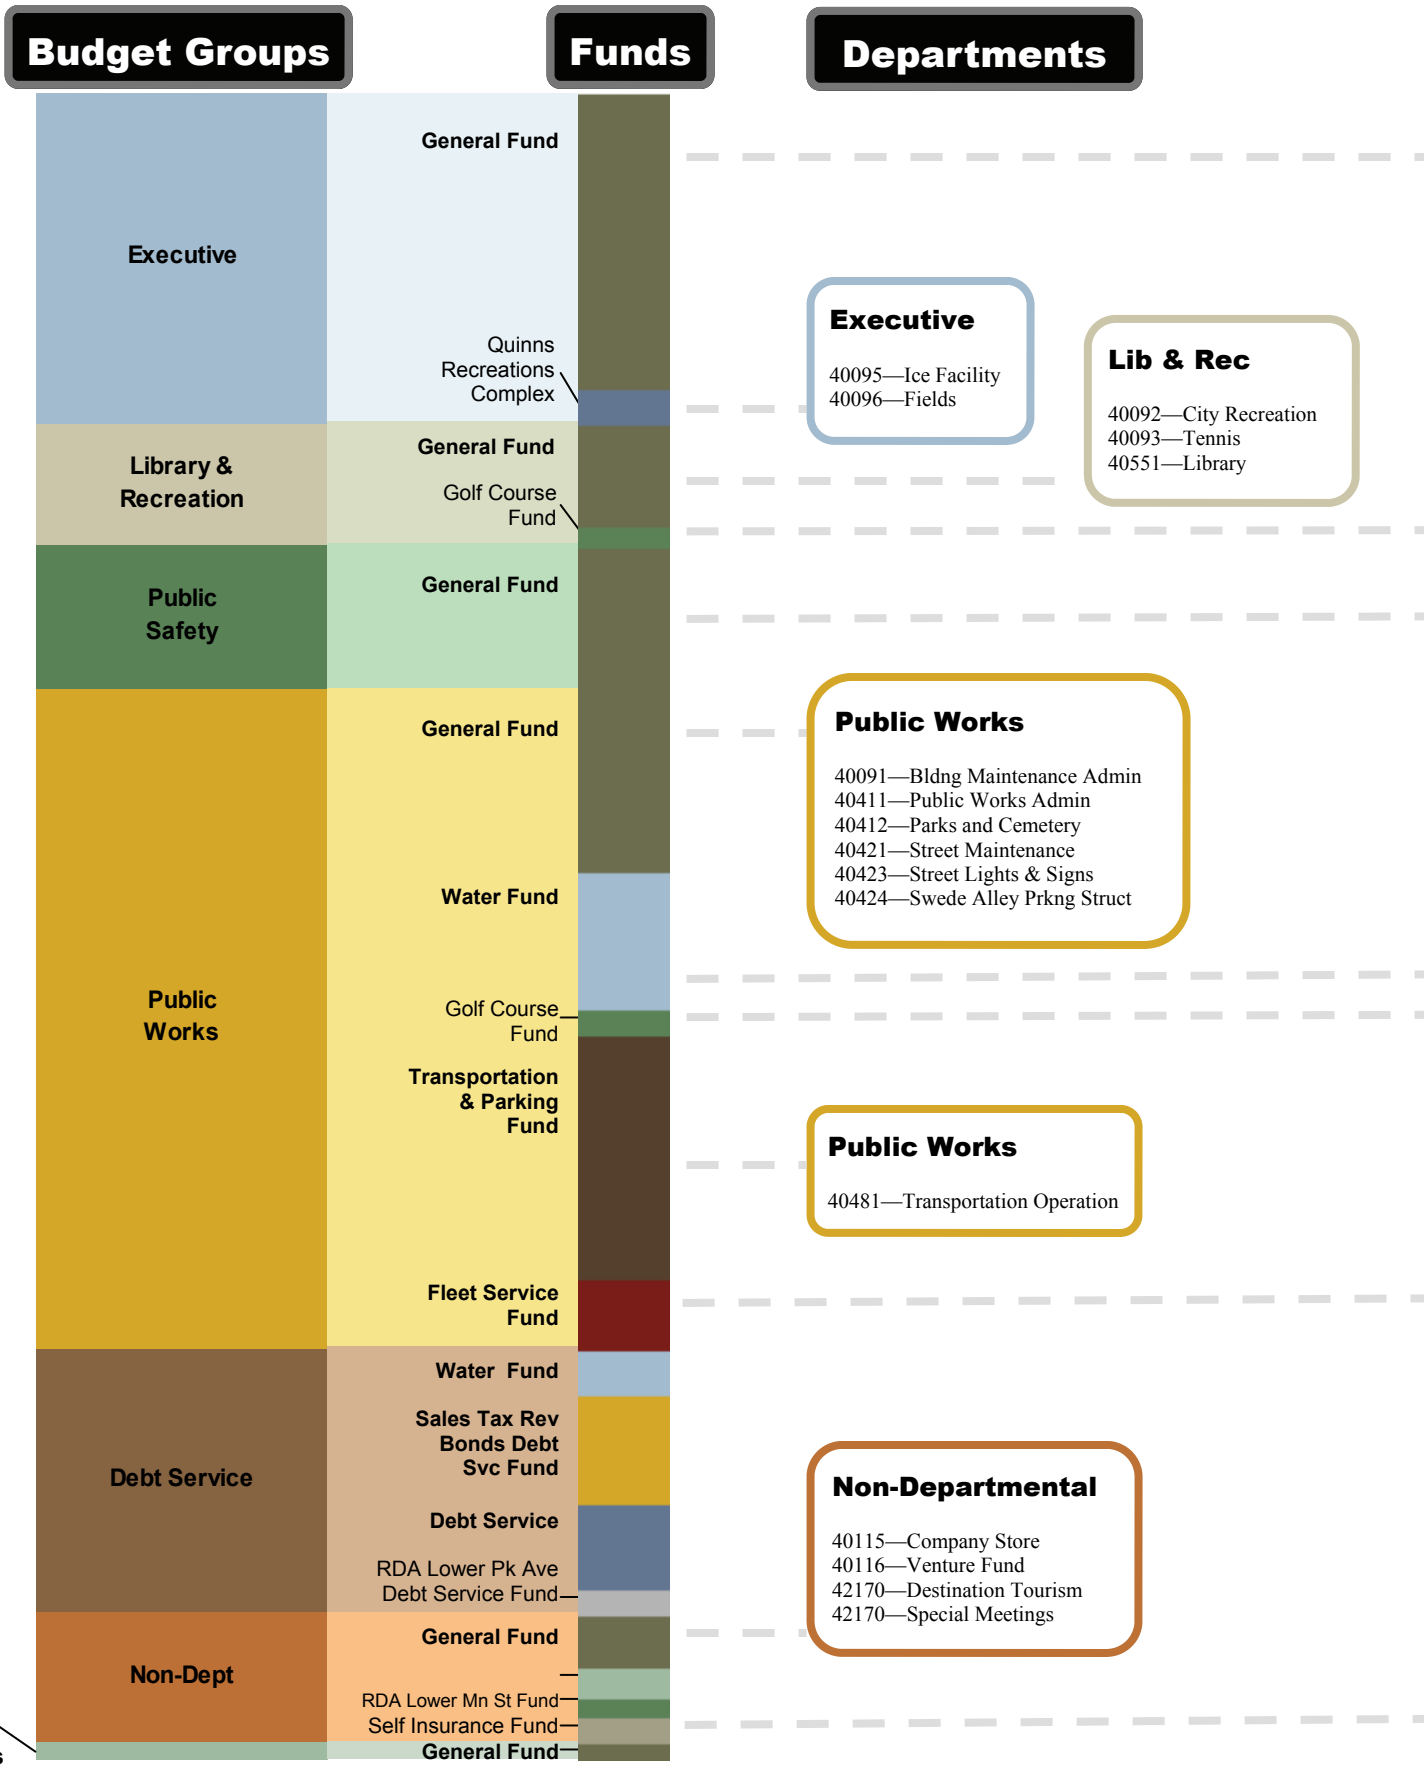 Budget Groups
Funds
Departments
General Fund
Executive
Quinns
Recreations
Complex
General Fund
Library &
Recreation
Golf Course
Fund
General Fund
Public
Safety
General Fund
Water Fund
Public
Works
Golf Course
Fund
Transportation
& Parking
Fund
Fleet Service
Fund
Water Fund
Sales Tax Rev
Bonds Debt
Svc Fund
Debt Service
Debt Service
RDA Lower Pk Ave
Debt Service Fund
General Fund
Non-Dept
RDA Lower Mn St Fund
Self Insurance Fund
General Fund
s
Executive
40095—Ice Facility
40096—Fields
Lib & Rec
40092—City Recreation
40093—Tennis
40551—Library
Public Works
40091—Bldng Maintenance Admin
40411—Public Works Admin
40412—Parks and Cemetery
40421—Street Maintenance
40423—Street Lights & Signs
40424—Swede Alley Prkng Struct
Public Works
40481—Transportation Operation
Non-Departmental
40115—Company Store
40116—Venture Fund
42170—Destination Tourism
42170—Special Meetings